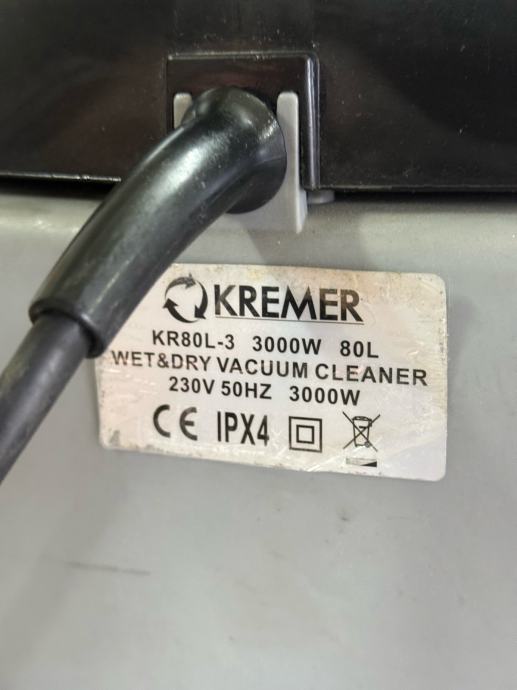 KREMER
KR80L-3 3000W 80L
WET&DRY VACUUM CLEANER
230V 50HZ 3000W
CE IPX4